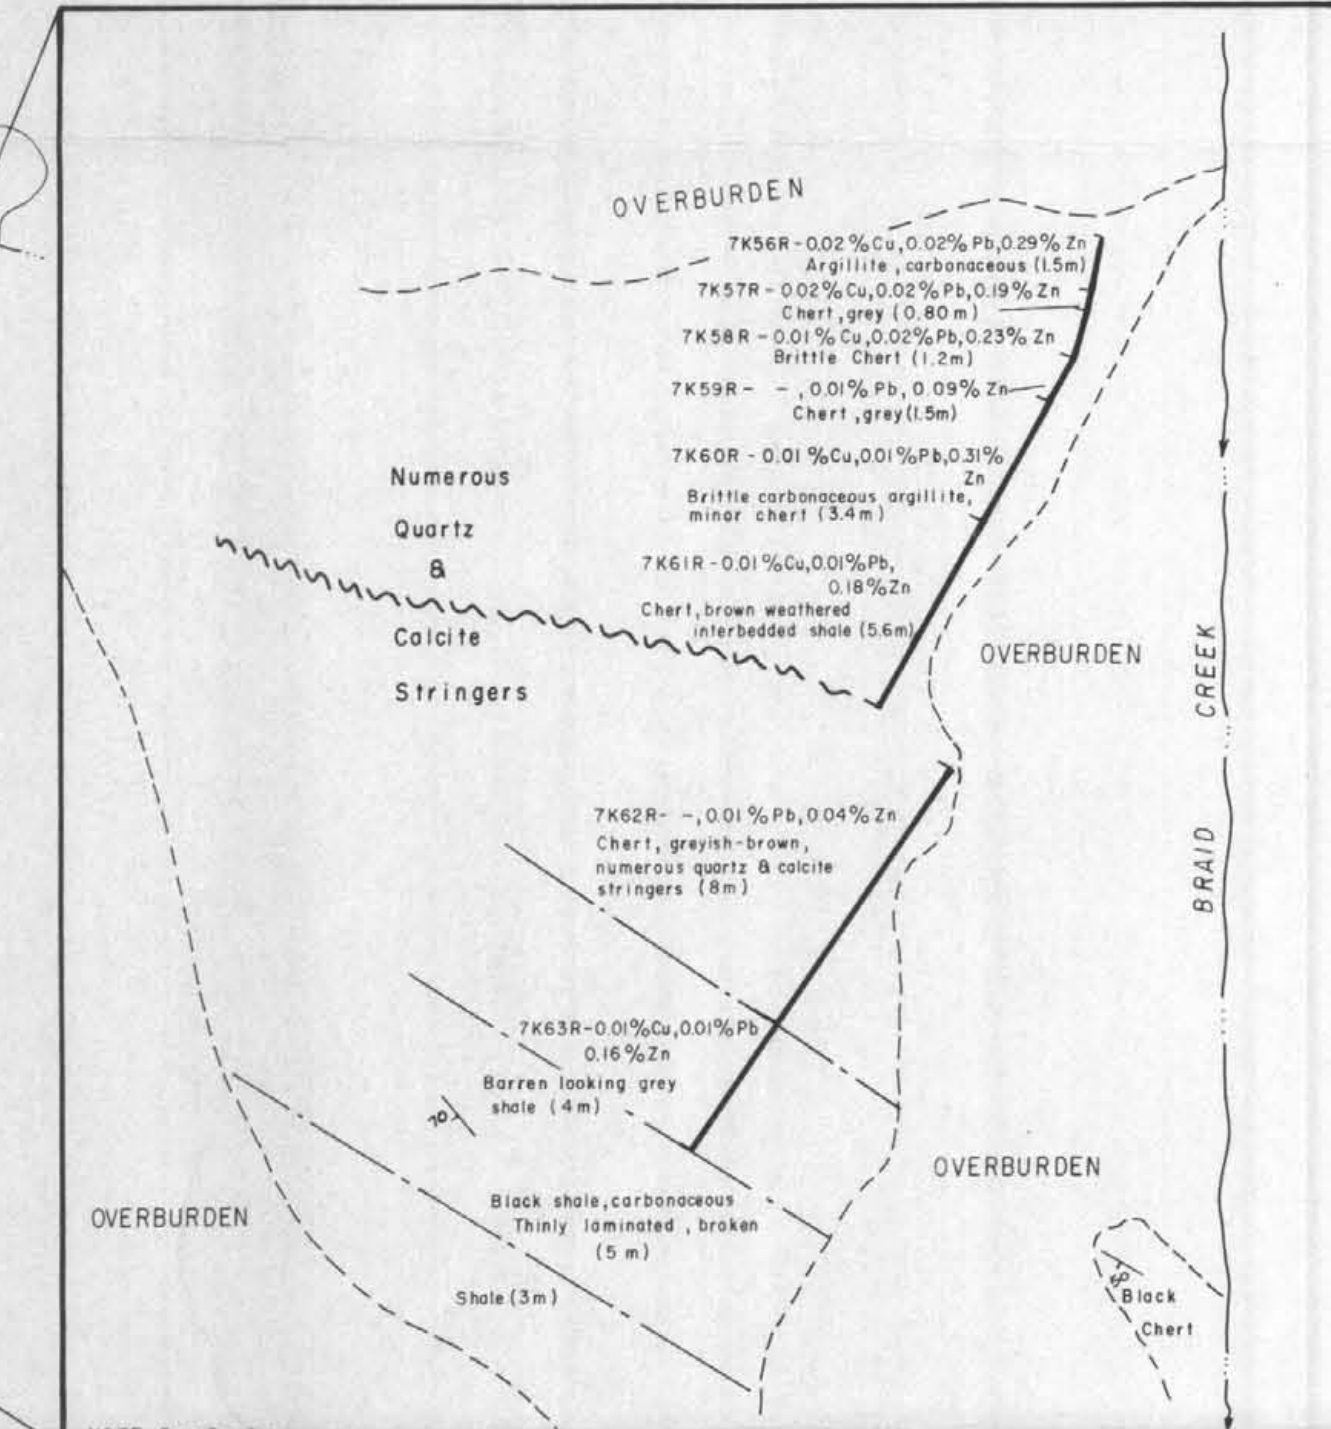 OVERBURDEN
7K56R-0.02%Cu,0.02%Pb,0.29% Zn
Argillite, carbonaceous (1.5m)
7K57R-0.02%Cu,0.02%Pb,0.19% Zn
Chert, grey (0.80 m)
7K58R-0.01%Cu,0.02%Pb,0.23% Zn
Brittle Chert (1.2m)
7K59R- -, 0.01% Pb, 0.09% Zn
Chert, grey (1.5m)
7K60R - 0.01%Cu,0.01%Pb,0.31%
Zn
Brittle carbonaceous argillite,
minor chert (3.4m)
7K61R-0.01%Cu,0.01%Pb,
0.18%Zn
Chert, brown weathered
interbedded shale (5.6m)
Numerous
Quartz
&
Calcite
Stringers
OVERBURDEN
BRAID CREEK
7K62R- -, 0.01%Pb, 0.04% Zn
Chert, greyish-brown,
numerous quartz & calcite
stringers (8m)
7K63R-0.01%Cu,0.01%Pb
0.16%Zn
Barren looking grey
shale (4m)
70
OVERBURDEN
OVERBURDEN
Black shale, carbonaceous
Thinly laminated, broken
(5 m)
Shale (3m)
Black
Chert